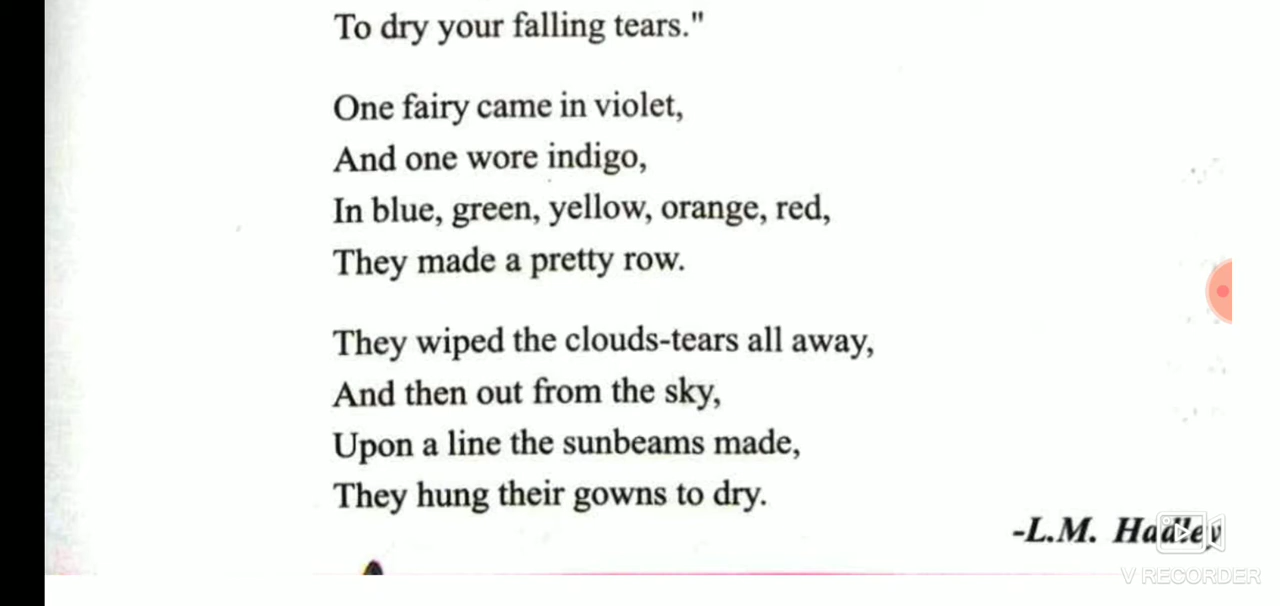 To dry your falling tears."
One fairy came in violet,
And one wore indigo,
In blue, green, yellow, orange, red,
They made a pretty row.
They wiped the clouds-tears all away,
And then out from the sky,
Upon a line the sunbeams made,
They hung their gowns to dry.
-L.M. Hadley
V RECORDER